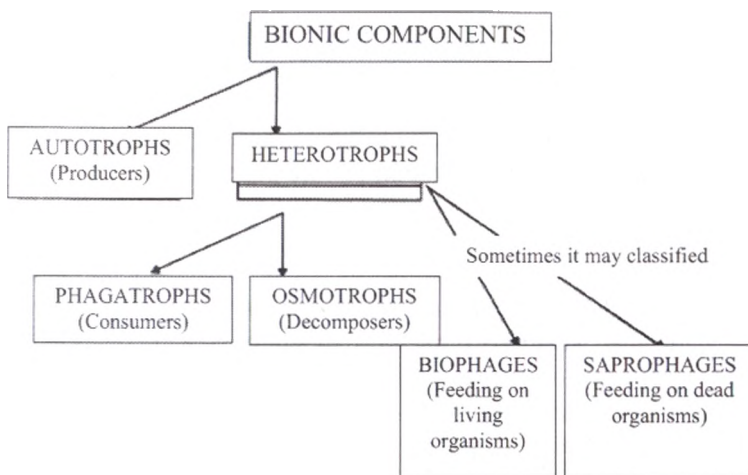 BIONIC COMPONENTS
AUTOTROPHS
(Producers)
HETEROTROPHS
Sometimes it may classified
PHAGATROPHS
(Consumers)
OSMOTROPHS
(Decomposers)
BIOPHAGES
(Feeding on
living
organisms)
SAPROPHAGES
(Feeding on dead
organisms)